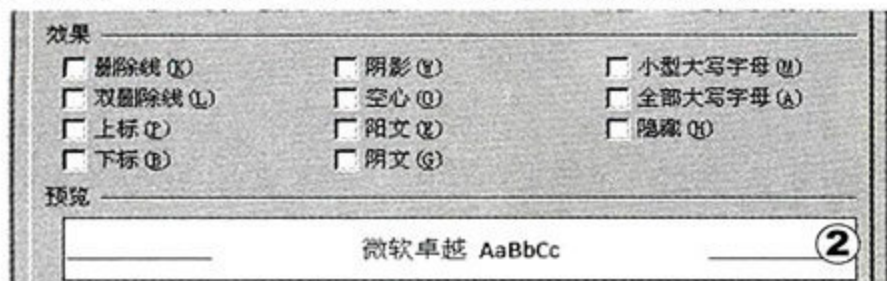 效果
删除线(K) 阴影(W) 小型大写字母(M)
双删除线(L) 空心(O) 全部大写字母(A)
上标(P) 阳文(E) 隐藏(H)
下标(B) 阴文(G)
预览
微软卓越 AaBbCc ②